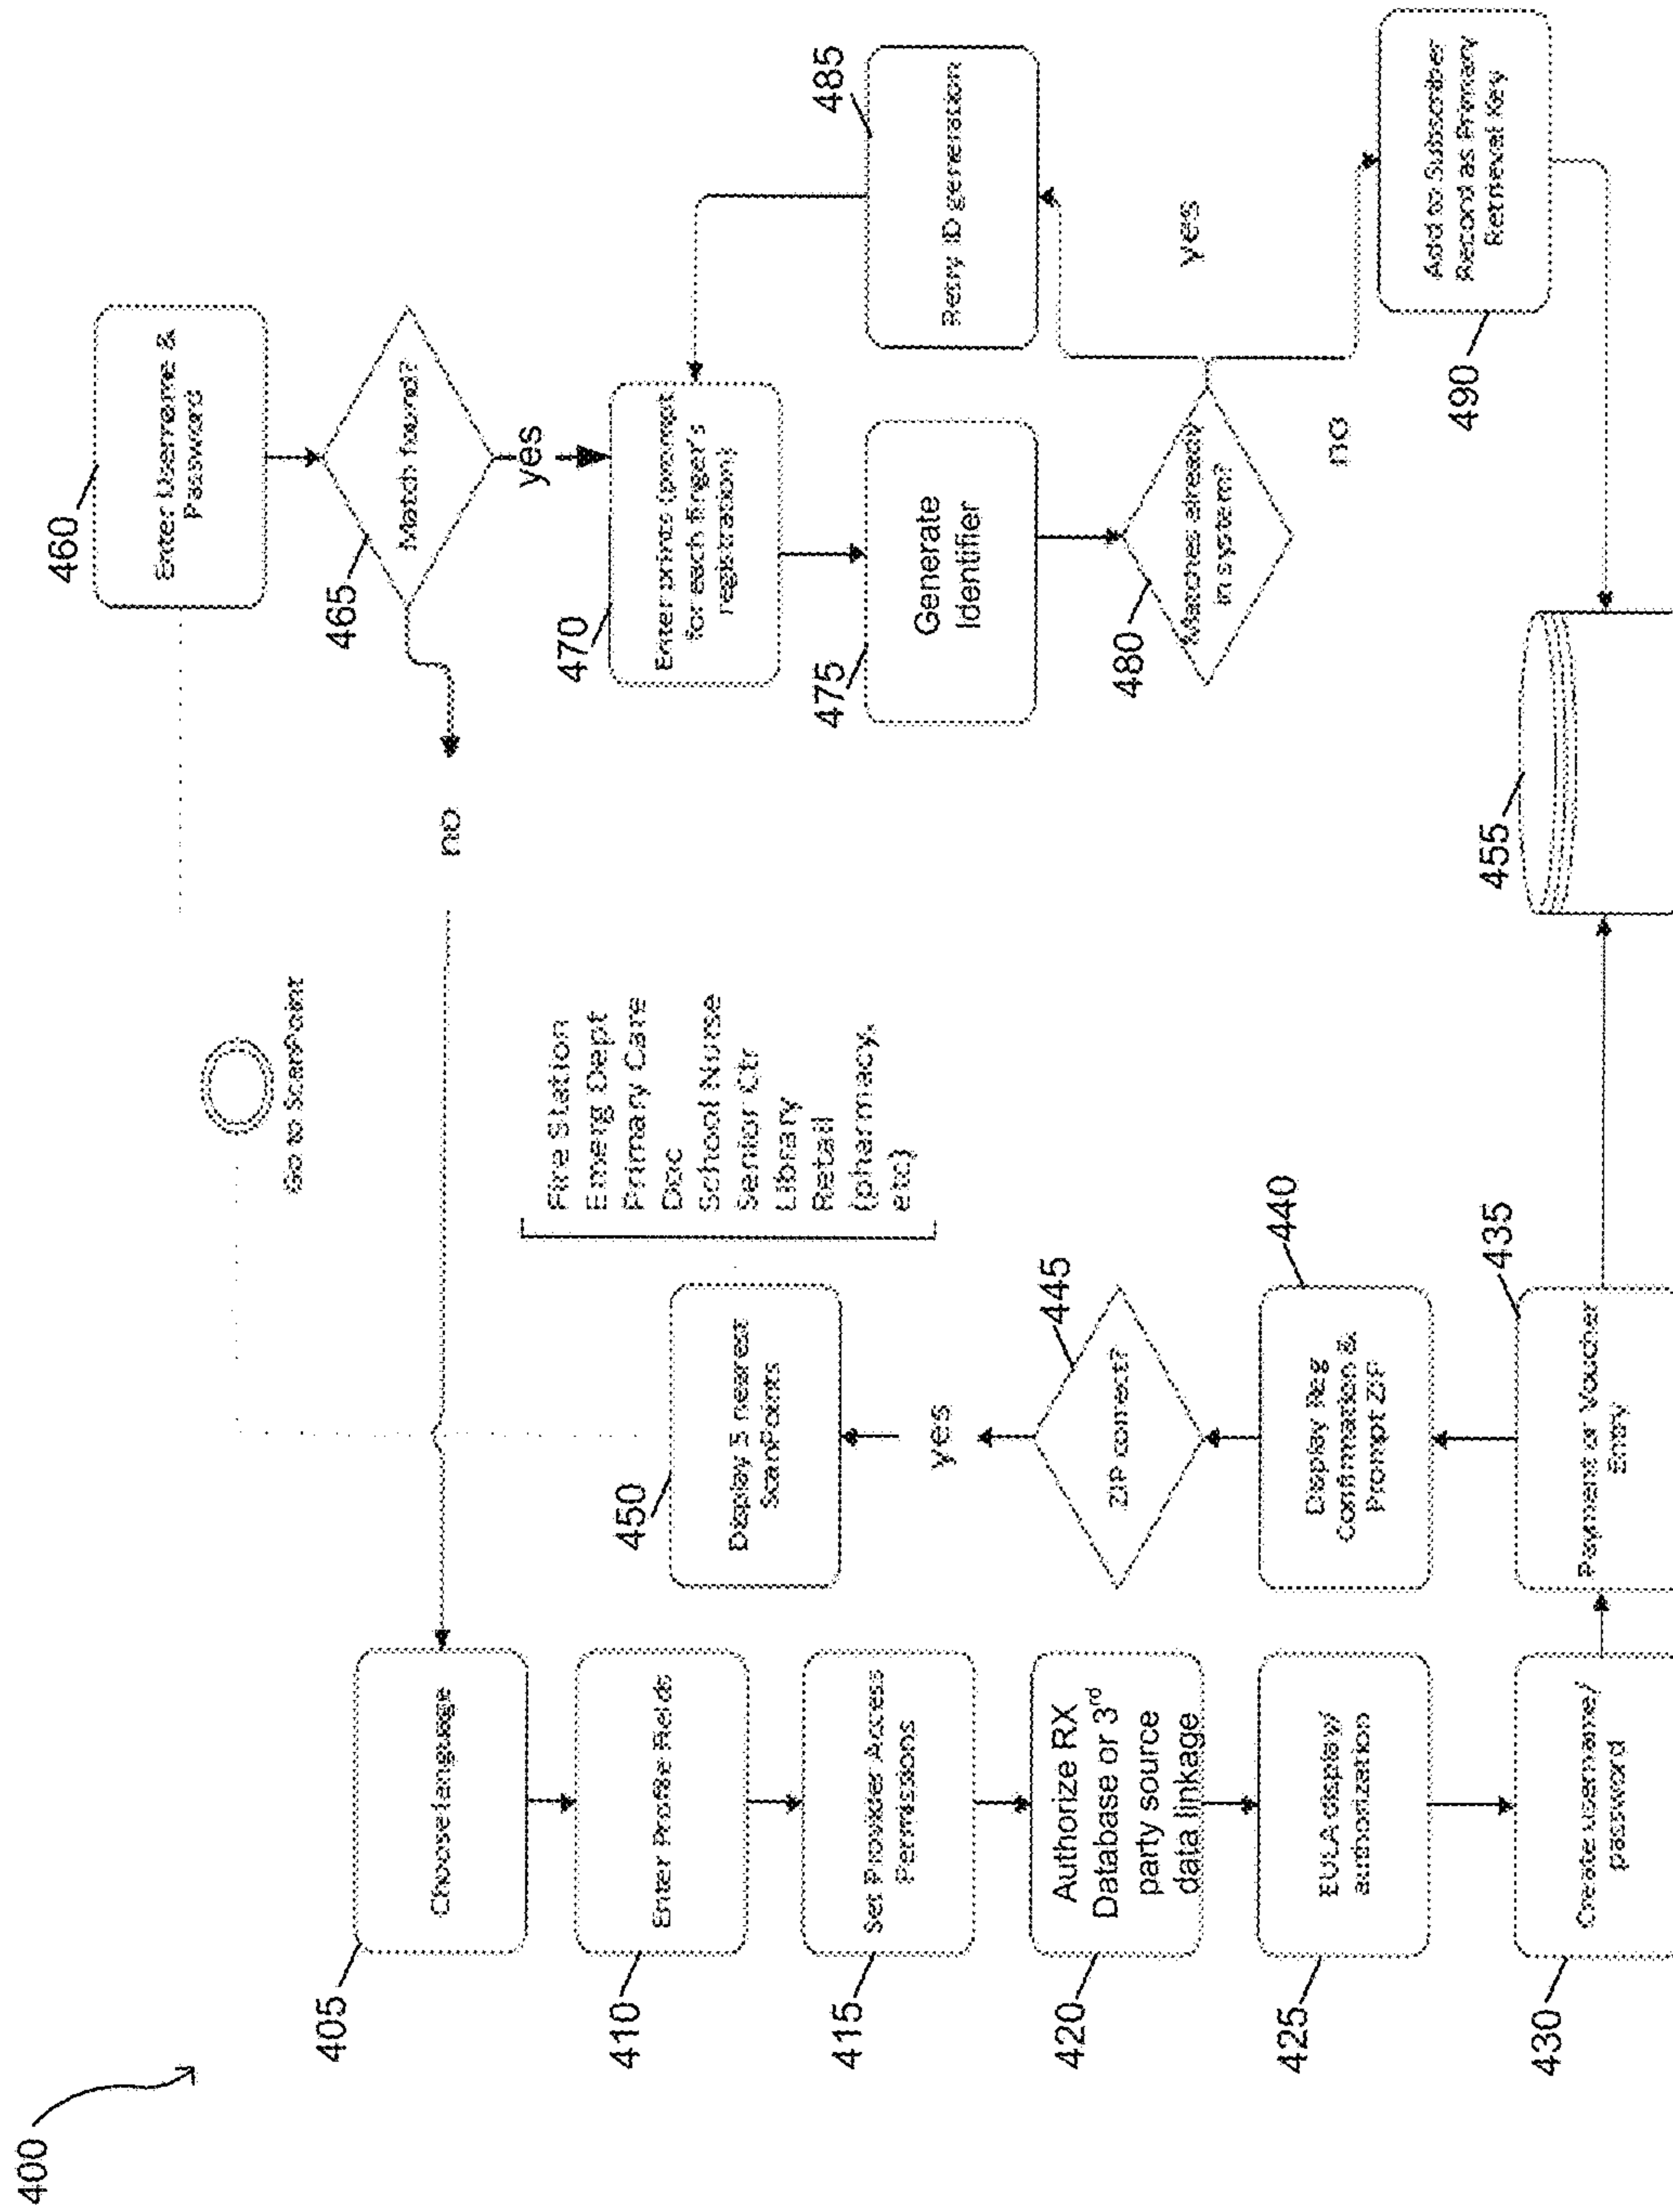 400
405
Choose language
410
Enter Profile Fields
415
Set Provider Access
Permissions
420
Authorize RX
Database or 3rd
party source
data linkage
425
EULA display/
authorization
430
Create username/
password
435
Payment or Voucher
Entry
440
Display Reg
Confirmation &
Prompt ZIP
445
ZIP correct?
yes
450
Display 5 nearest
ScanPoints
Fire Station
Emerg Dept
Primary Care
Doc
School Nurse
Senior Ctr
Library
Retail
(pharmacy,
etc)
Go to ScanPoint
455
460
Enter Username &
Password
465
Match found?
no
yes
470
Enter prints (prompt
for each finger's
registration)
475
Generate
Identifier
480
Matches already
in system?
yes
485
Retry ID generation
no
490
Add to Subscriber
Record as Primary
Retrieval Key